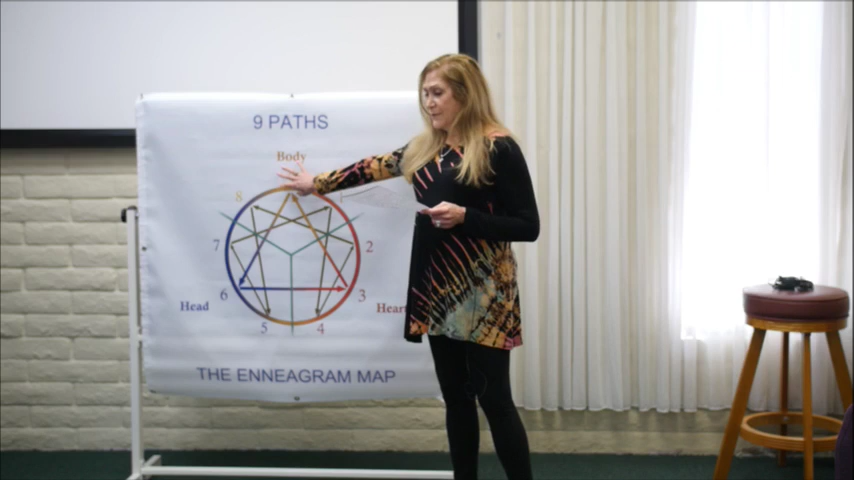 9 PATHS
Body
8 1
7 2
6 3
Head Heart
5 4
THE ENNEAGRAM MAP